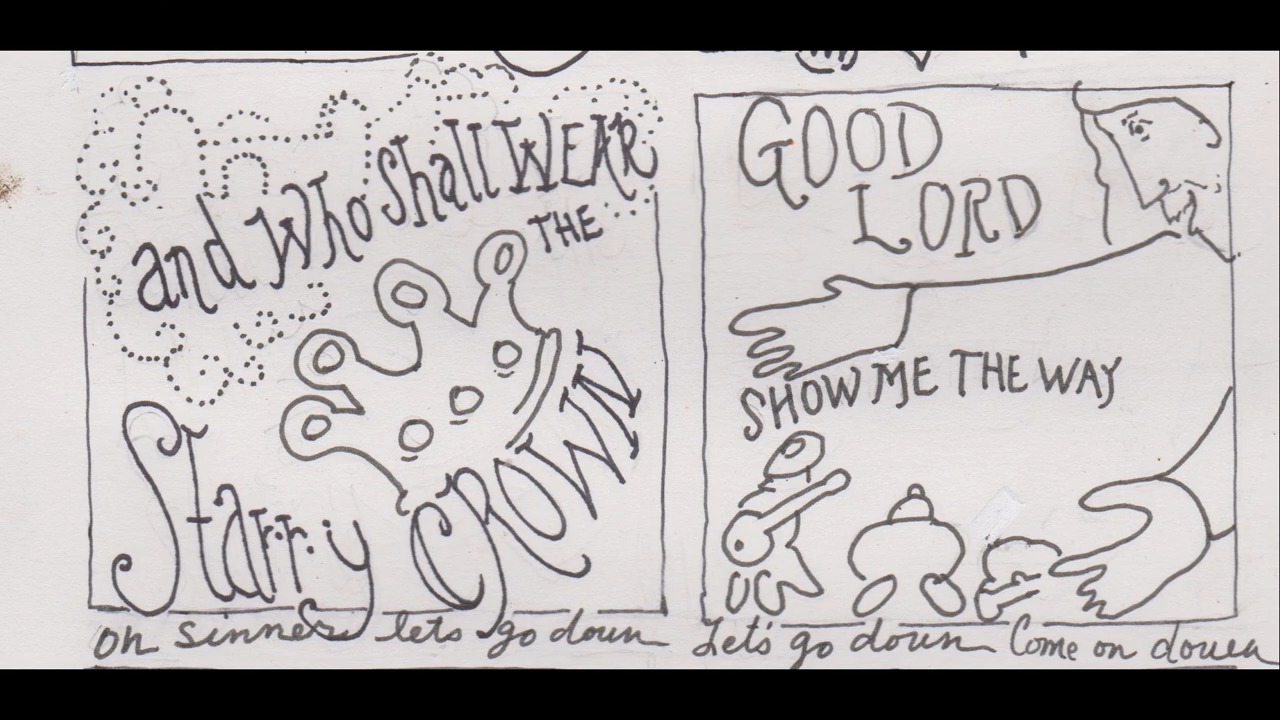 and Who Shall WEAR
THE
Starry CROWN
oh sinners lets go down
GOOD
LORD
SHOW ME THE WAY
Let's go down Come on down